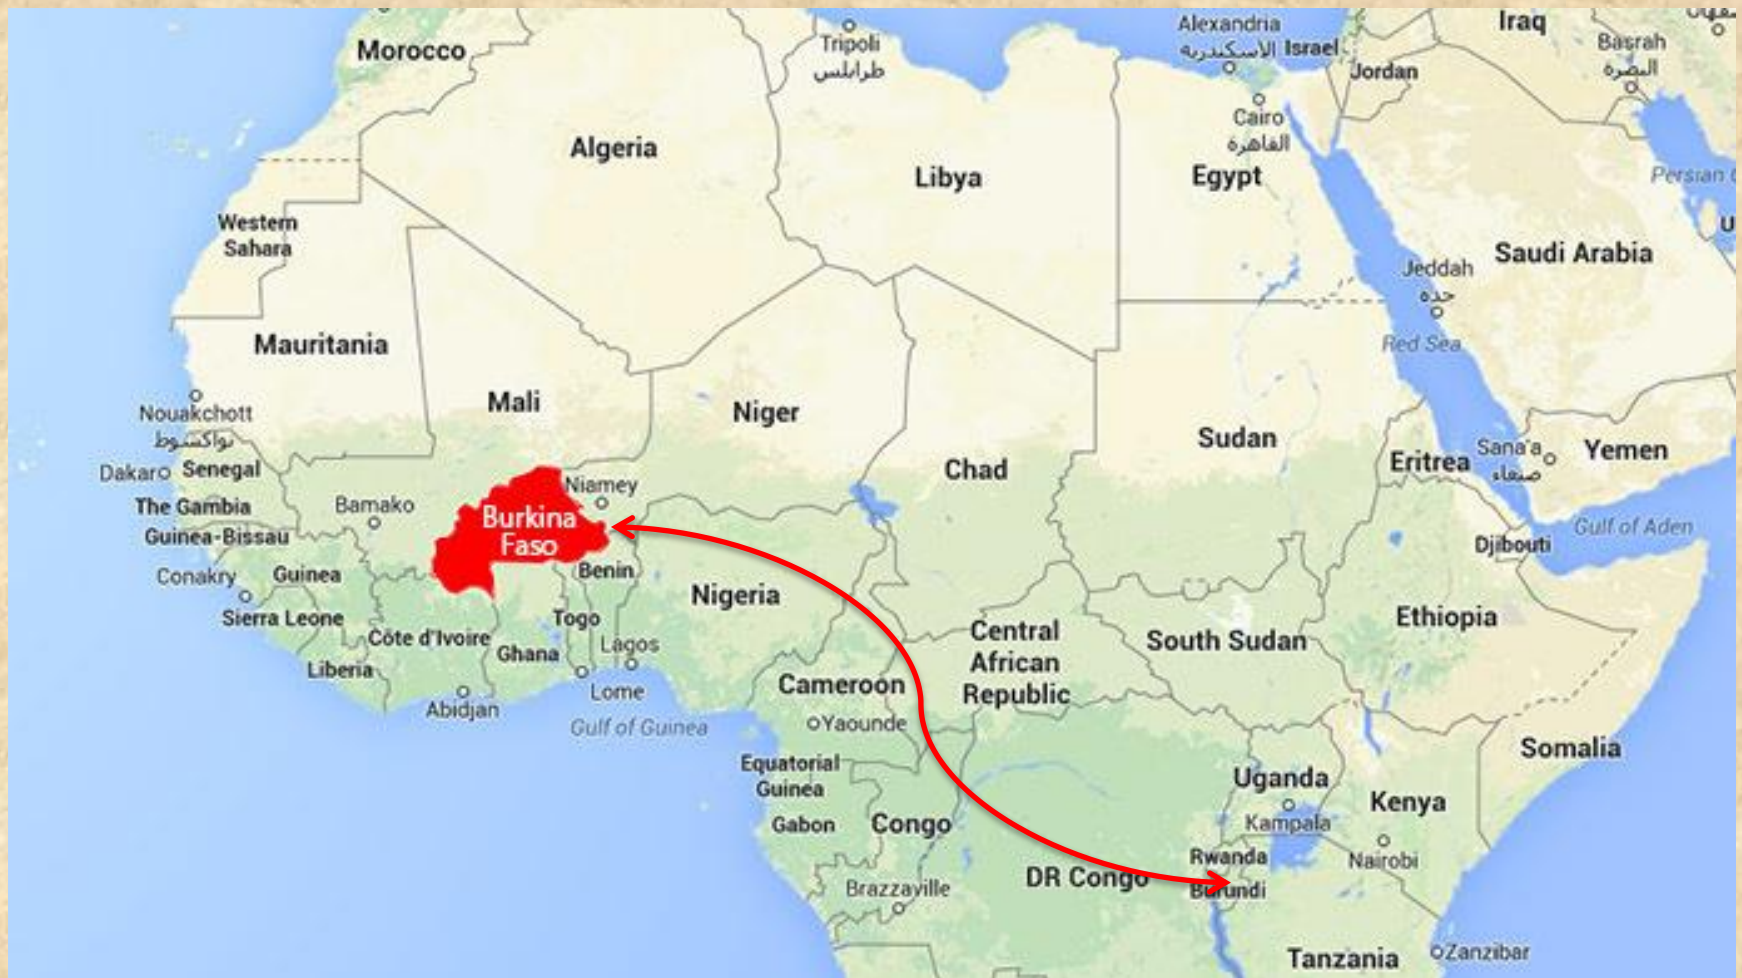 Morocco
Tripoli
طرابلس
Alexandria
الاسكندرية
Israel
Iraq
Basrah
البصرة
Jordan
Cairo
القاهرة
Algeria
Libya
Egypt
Persian
Western
Sahara
Saudi Arabia
Jeddah
جدة
Red Sea
Mauritania
Mali
Niger
Nouakchott
نواكشوط
Sudan
Chad
Eritrea
Sana'a
صنعاء
Yemen
Dakar
Senegal
Niamey
The Gambia
Bamako
Burkina
Faso
Guinea-Bissau
Gulf of Aden
Djibouti
Conakry
Guinea
Benin
Nigeria
Sierra Leone
Togo
Ethiopia
Côte d'Ivoire
Ghana
Lagos
Central
African
Republic
South Sudan
Liberia
Lome
Cameroon
Abidjan
Gulf of Guinea
Yaounde
Somalia
Equatorial
Guinea
Uganda
Kenya
Gabon
Congo
Kampala
Rwanda
Nairobi
DR Congo
Burundi
Brazzaville
Tanzania
Zanzibar